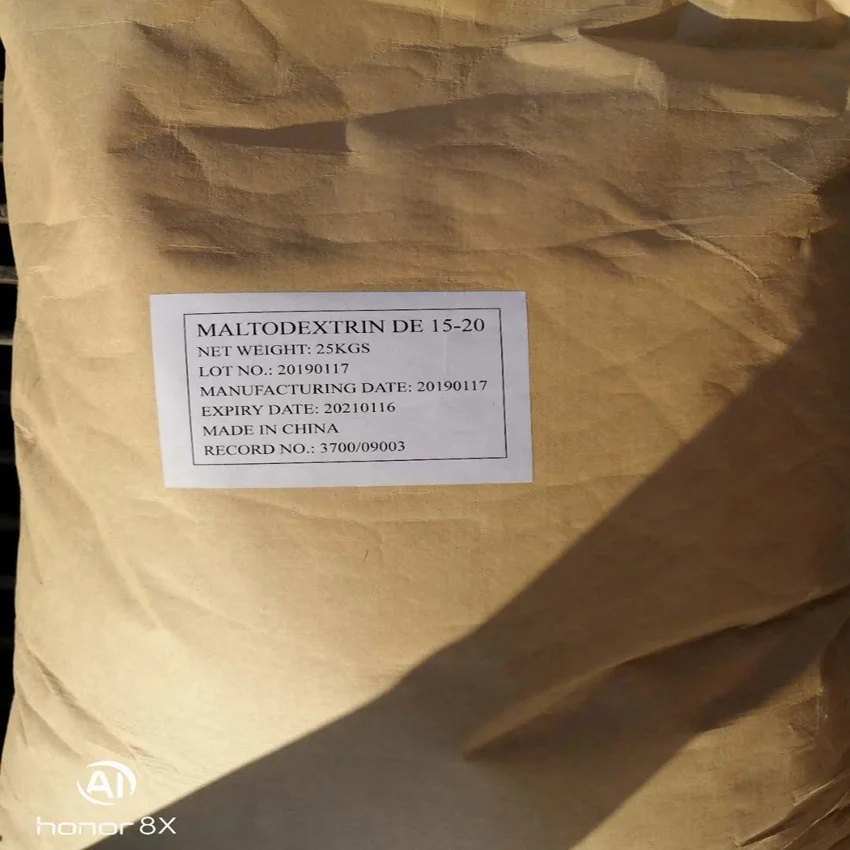 MALTODEXTRIN DE 15-20
NET WEIGHT: 25KGS
LOT NO.: 20190117
MANUFACTURING DATE: 20190117
EXPIRY DATE: 20210116
MADE IN CHINA
RECORD NO.: 3700/09003
AI
honor 8X